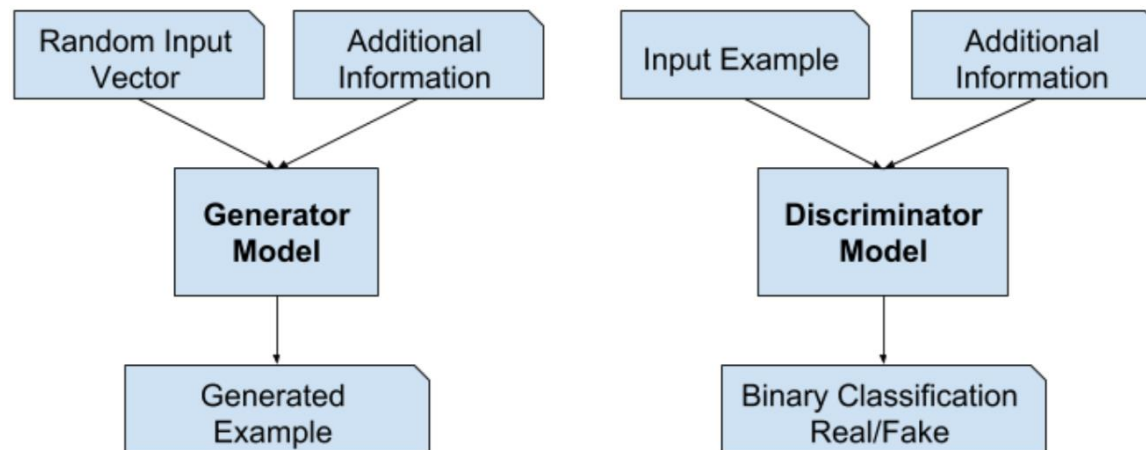 Random Input
Vector
Additional
Information
Input Example
Additional
Information
Generator
Model
Discriminator
Model
Generated
Example
Binary Classification
Real/Fake